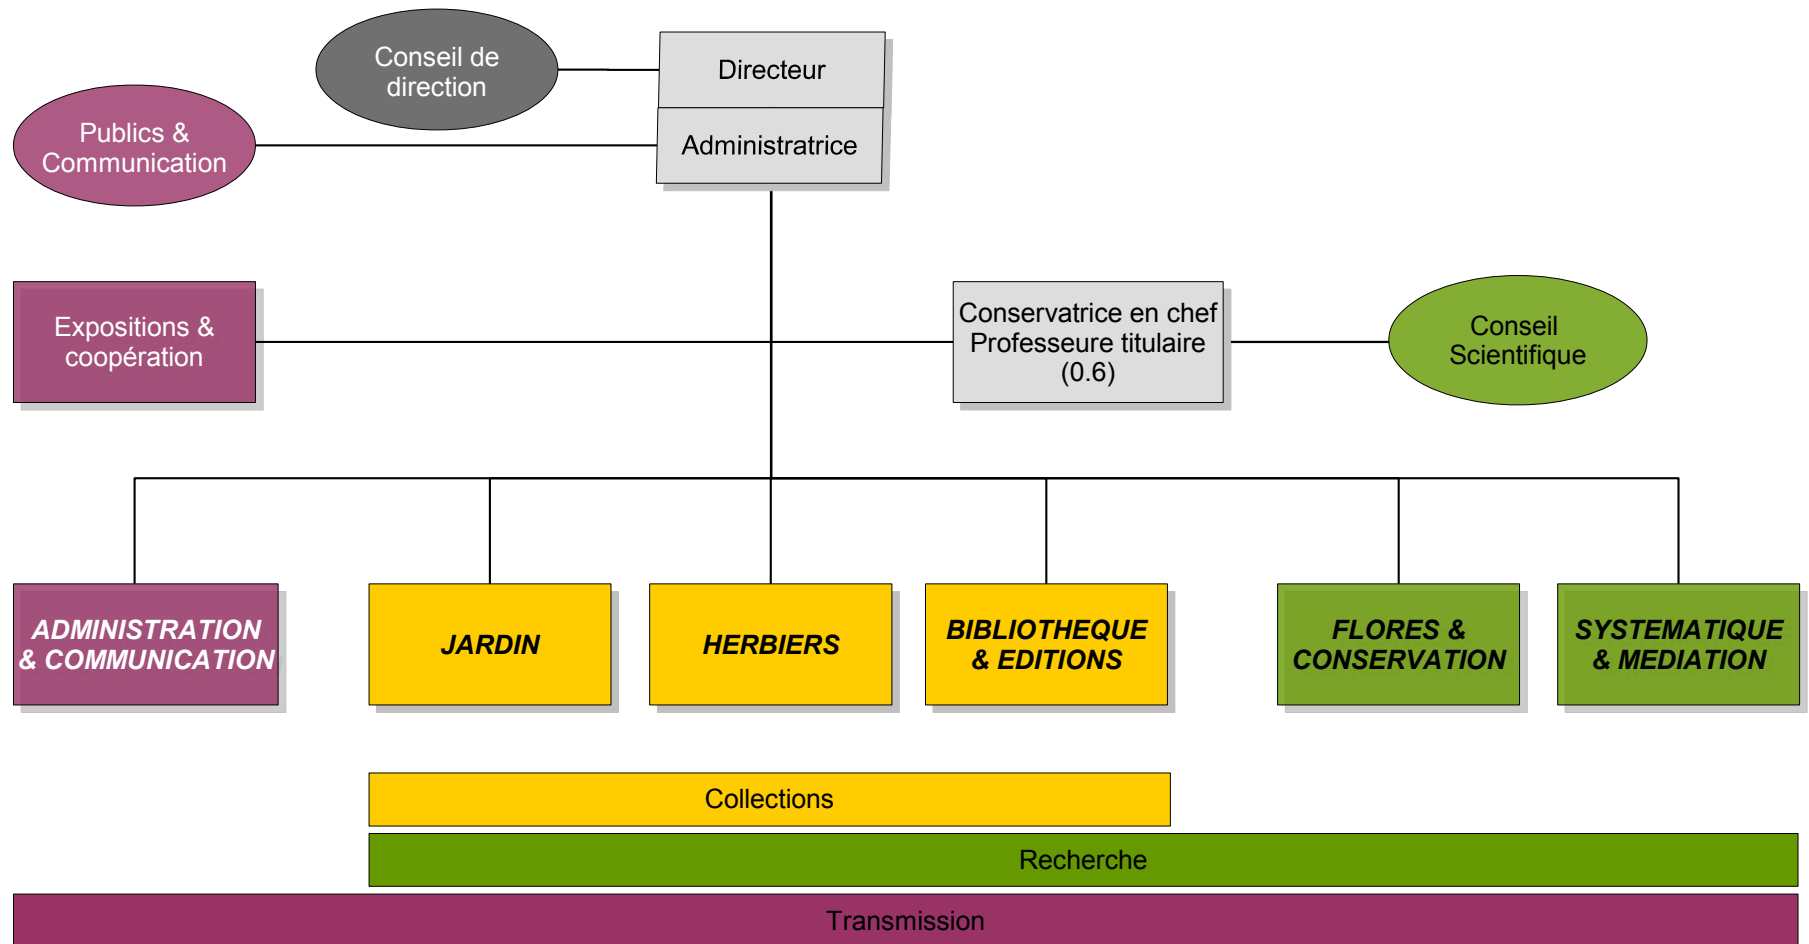 Conseil de
direction
Directeur
Publics &
Communication
Administratrice
Expositions &
coopération
Conservatrice en chef
Professeure titulaire
(0.6)
Conseil
Scientifique
ADMINISTRATION
& COMMUNICATION
JARDIN
HERBIERS
BIBLIOTHEQUE
& EDITIONS
FLORES &
CONSERVATION
SYSTEMATIQUE
& MEDIATION
Collections
Recherche
Transmission